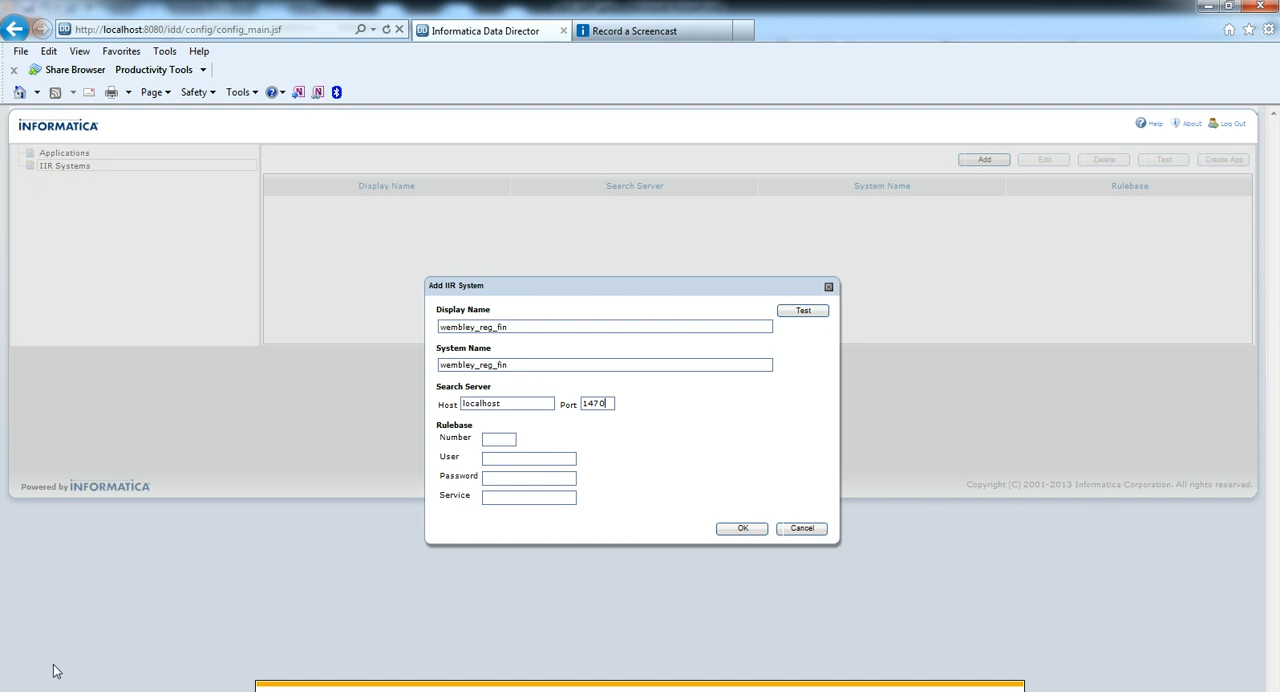 http://localhost:8080/idd/config/config_main.jsf
Informatica Data Director
Record a Screencast
File Edit View Favorites Tools Help
x Share Browser Productivity Tools
Page Safety Tools
INFORMATICA
Help About Log Out
Applications
IIR Systems
Add Edit Delete Test Create App
Display Name Search Server System Name Rulebase
Add IIR System
Display Name
Test
wembley_reg_fin
System Name
wembley_reg_fin
Search Server
Host localhost Port 1470
Rulebase
Number
User
Password
Service
OK Cancel
Powered by INFORMATICA
Copyright (C) 2001-2013 Informatica Corporation. All rights reserved.